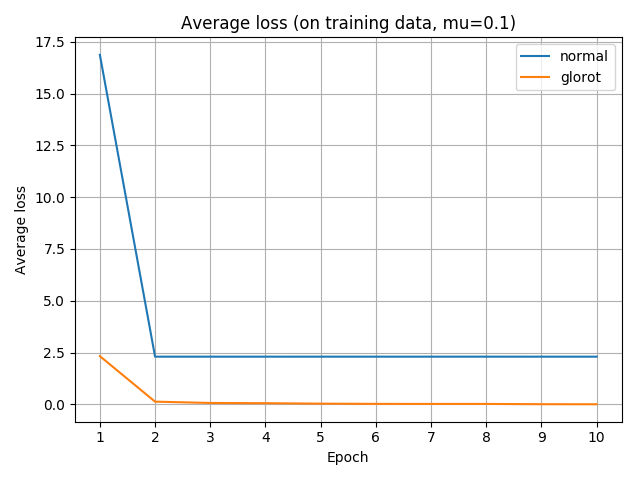 Average loss (on training data, mu=0.1)
17.5
15.0
12.5
10.0
7.5
5.0
2.5
0.0
Average loss
normal
glorot
1 2 3 4 5 6 7 8 9 10
Epoch